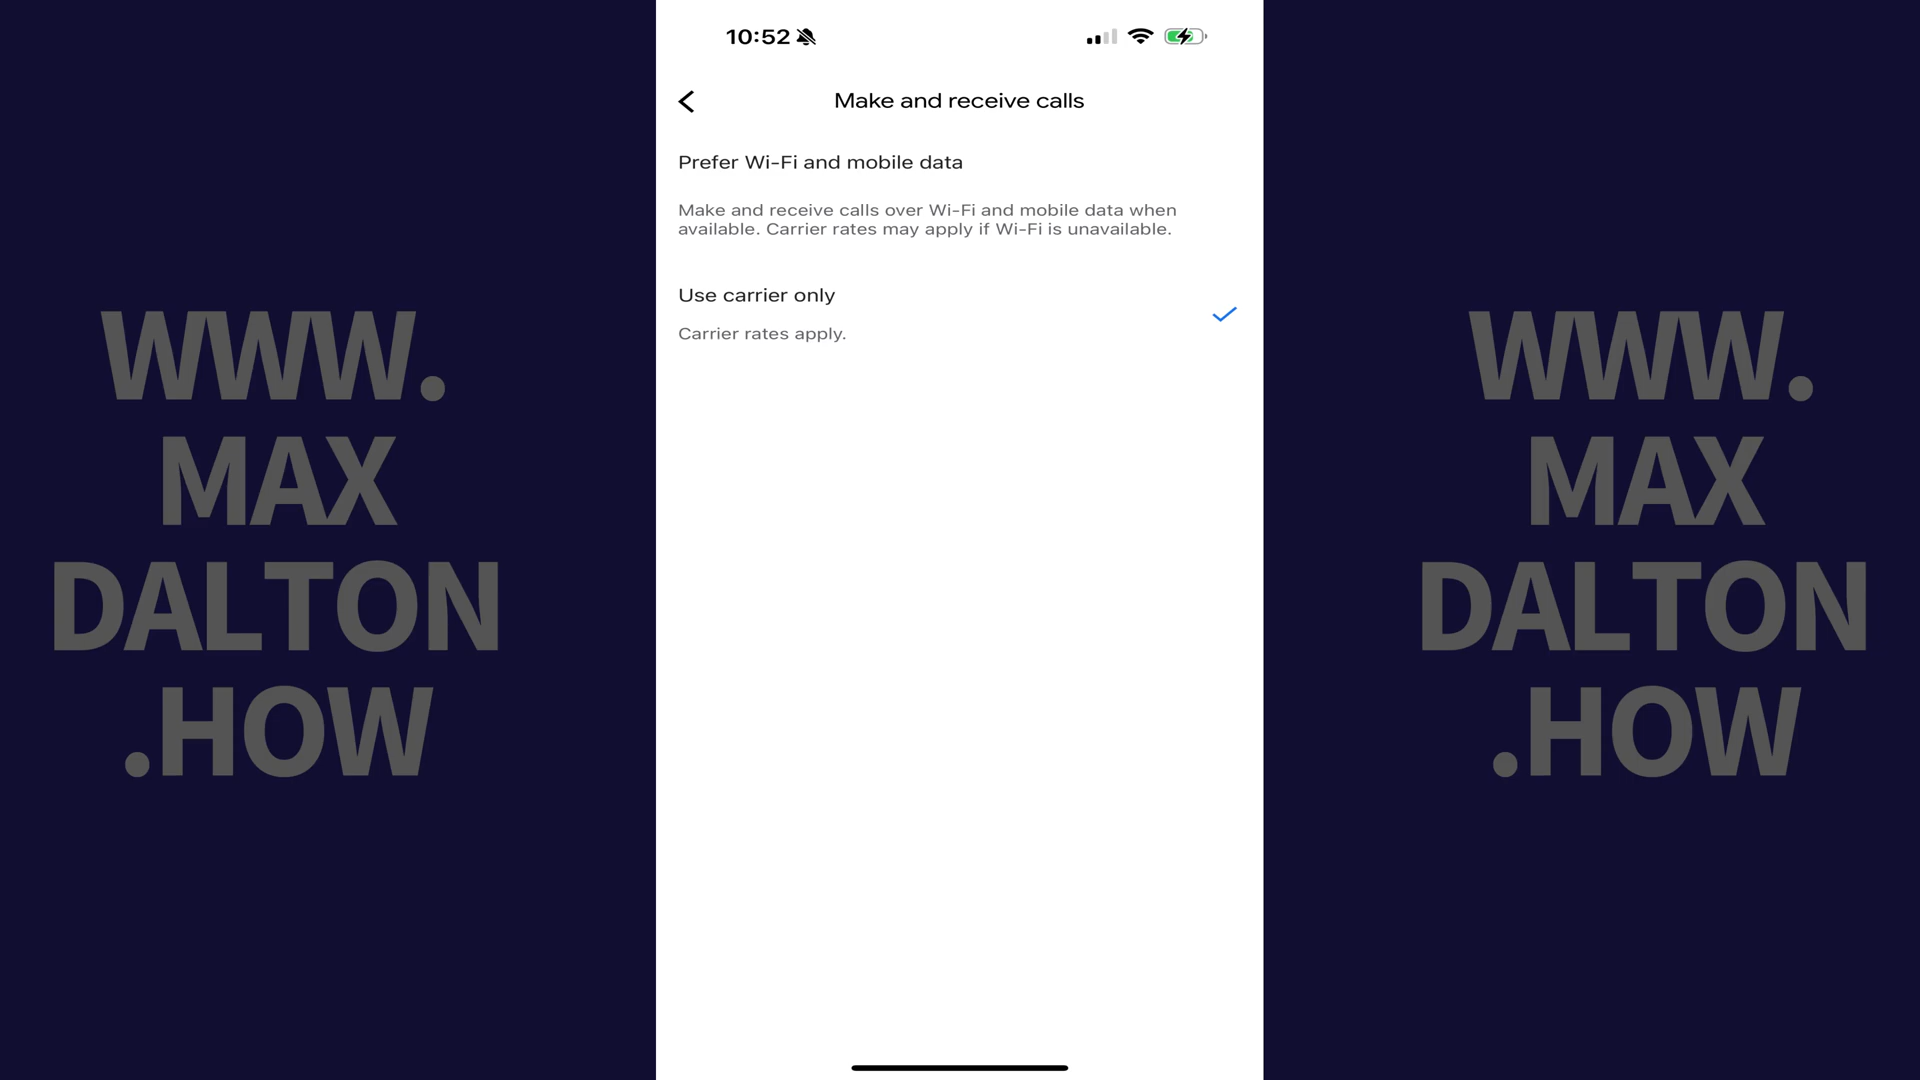 10:52
Make and receive calls
Prefer Wi-Fi and mobile data
Make and receive calls over Wi-Fi and mobile data when
available. Carrier rates may apply if Wi-Fi is unavailable.
Use carrier only
Carrier rates apply.
WWW.
MAX
DALTON
.HOW
WWW.
MAX
DALTON
.HOW